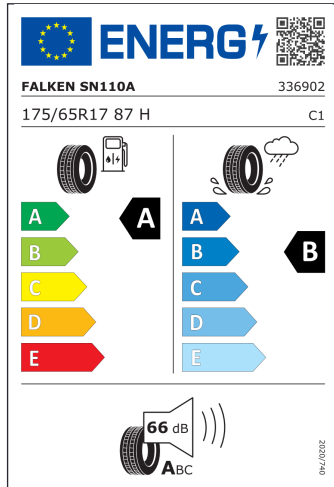 ENERG
FALKEN SN110A 336902
175/65R17 87 H C1
A A
B
C
D
E
A
B B
C
D
E
66 dB
ABC
2020/740